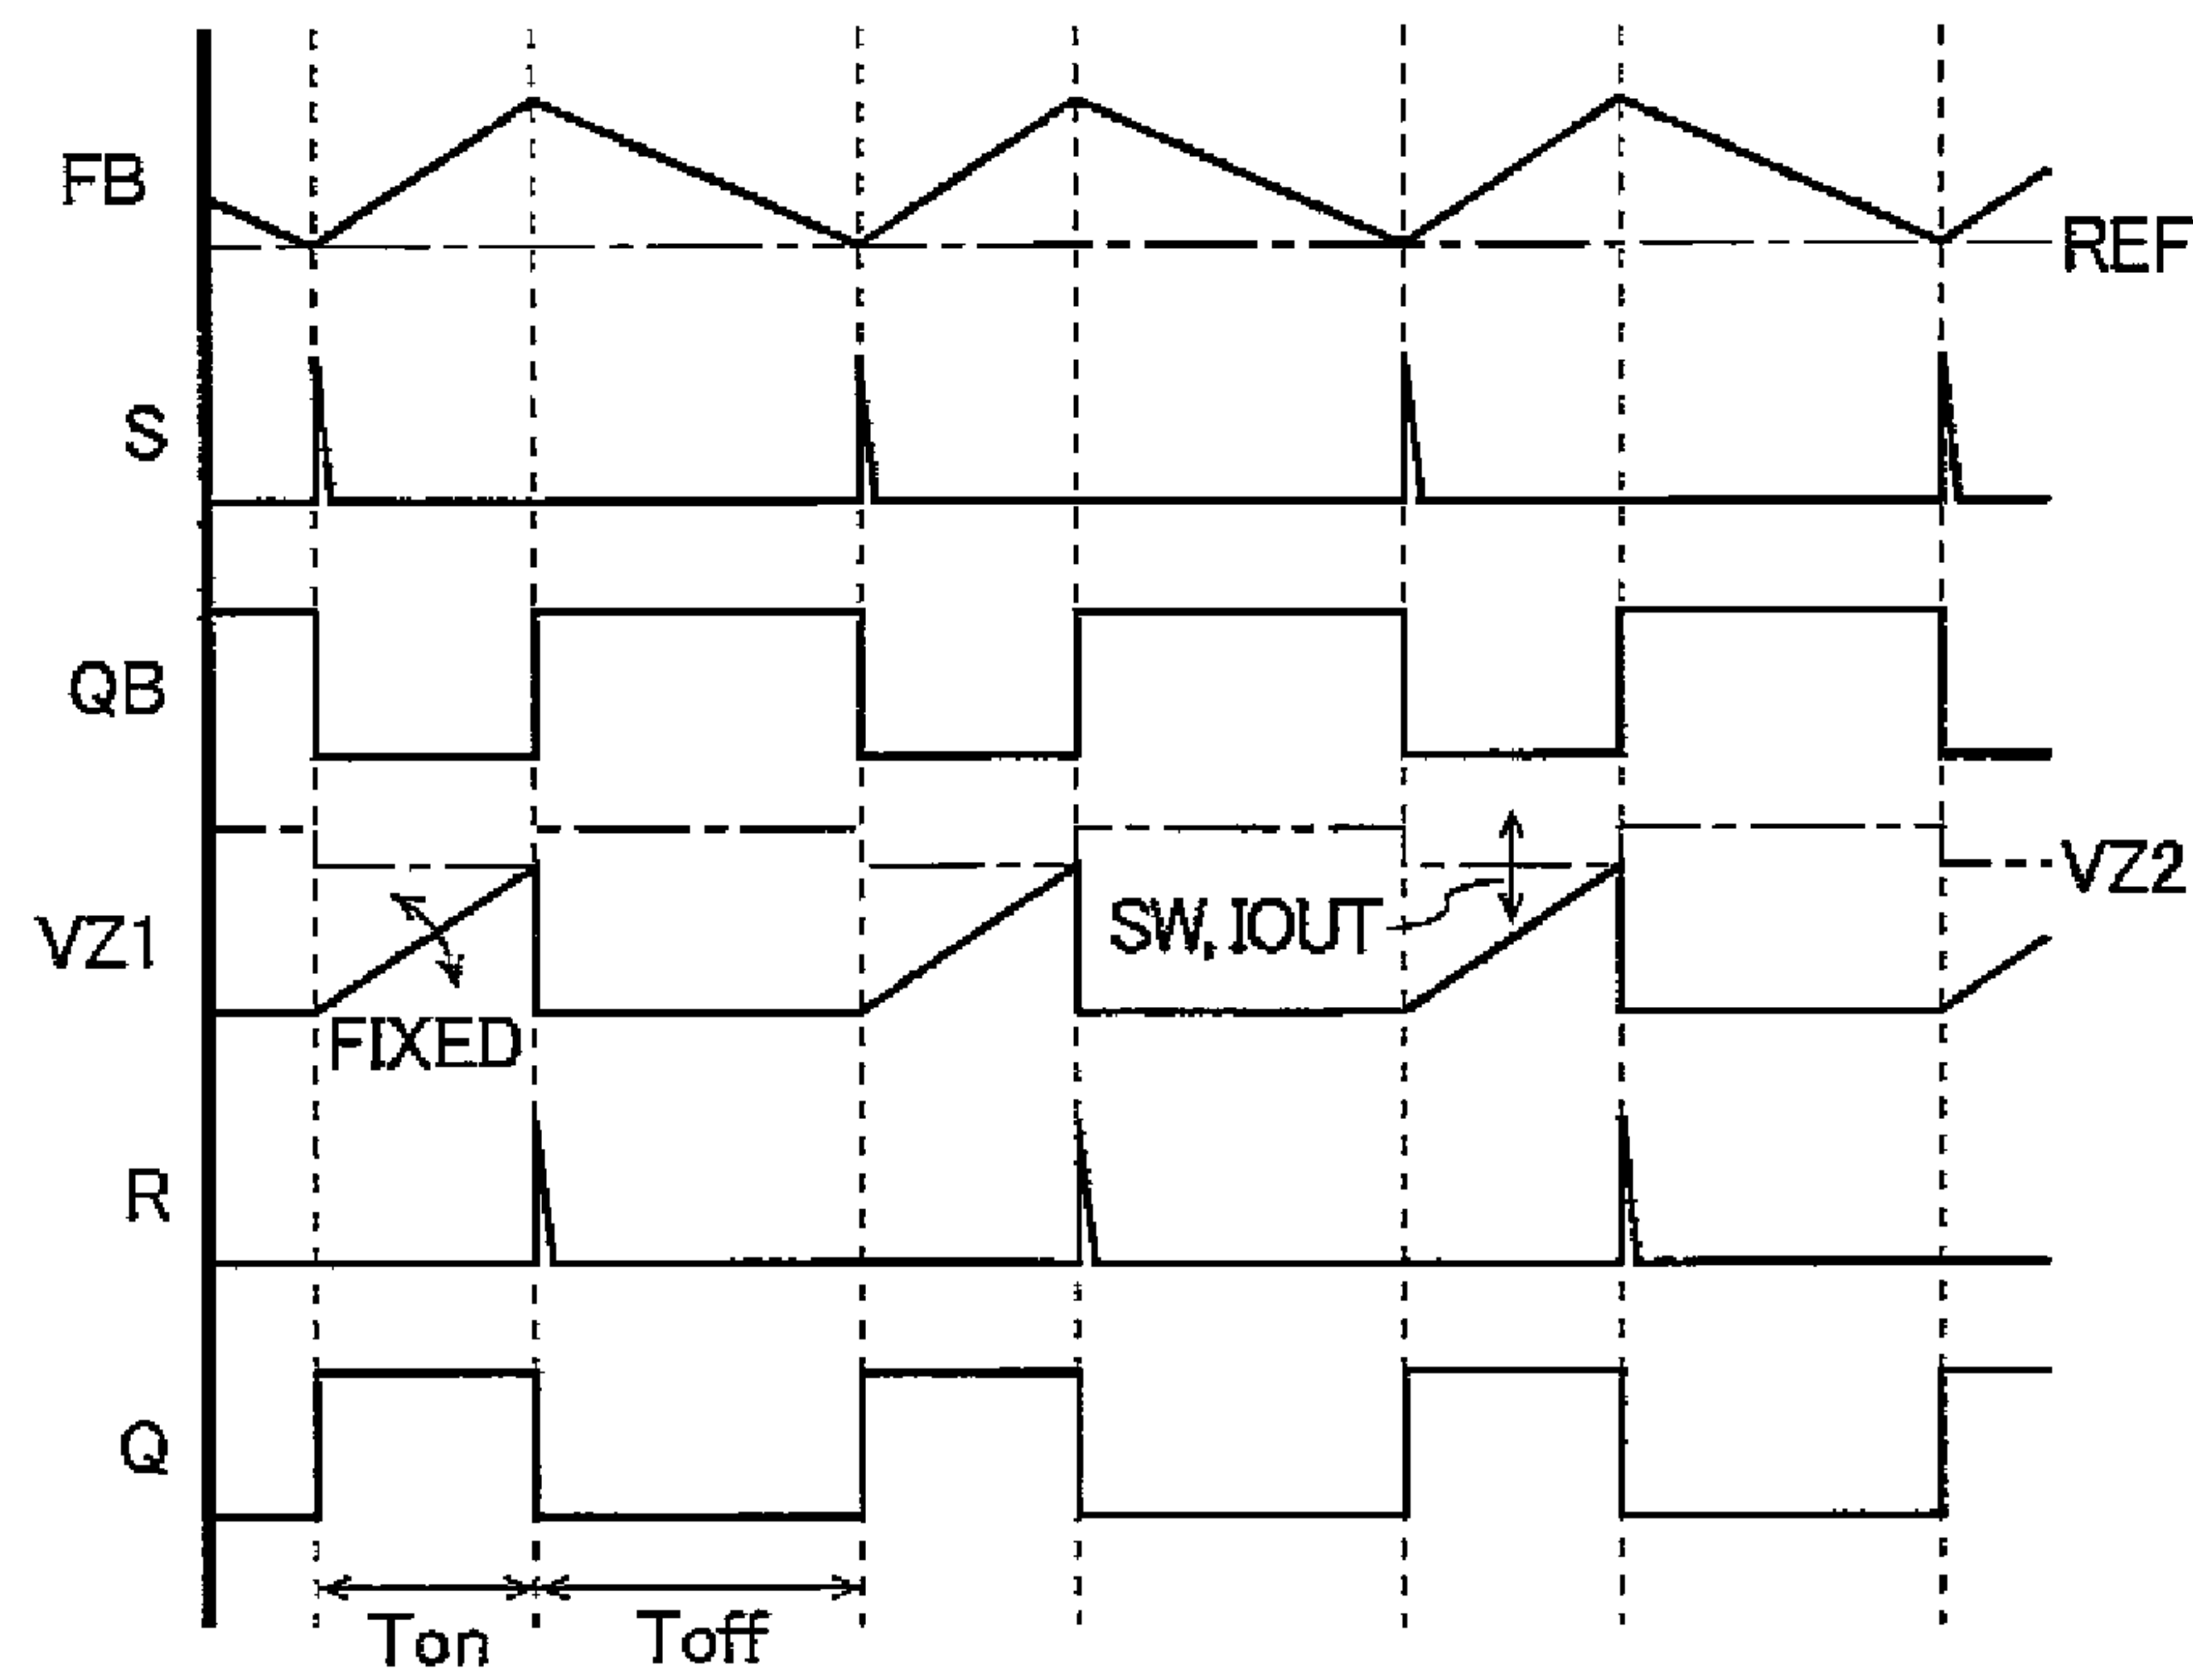 FB
REF
S
QB
VZ2
VZ1
SW, IOUT
FIXED
R
Q
Ton
Toff